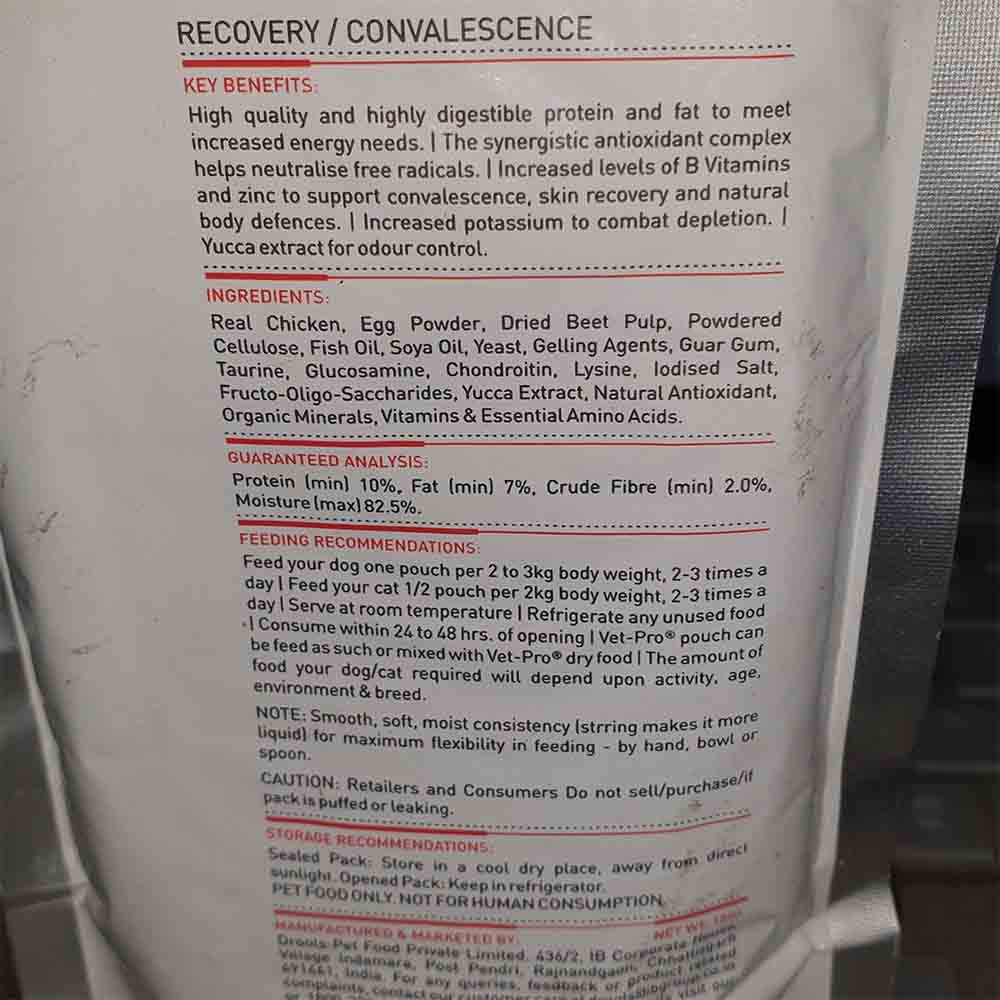 RECOVERY / CONVALESCENCE
KEY BENEFITS:
High quality and highly digestible protein and fat to meet
increased energy needs. | The synergistic antioxidant complex
helps neutralise free radicals. | Increased levels of B Vitamins
and zinc to support convalescence, skin recovery and natural
body defences. | Increased potassium to combat depletion. |
Yucca extract for odour control.
INGREDIENTS:
Real Chicken, Egg Powder, Dried Beet Pulp, Powdered
Cellulose, Fish Oil, Soya Oil, Yeast, Gelling Agents, Guar Gum,
Taurine, Glucosamine, Chondroitin, Lysine, Iodised Salt,
Fructo-Oligo-Saccharides, Yucca Extract, Natural Antioxidant,
Organic Minerals, Vitamins & Essential Amino Acids.
GUARANTEED ANALYSIS:
Protein (min) 10%, Fat (min) 7%, Crude Fibre (min) 2.0%,
Moisture (max) 82.5%.
FEEDING RECOMMENDATIONS:
Feed your dog one pouch per 2 to 3kg body weight, 2-3 times a
day | Feed your cat 1/2 pouch per 2kg body weight, 2-3 times a
day | Serve at room temperature | Refrigerate any unused food
| Consume within 24 to 48 hrs. of opening | Vet-Pro® pouch can
be feed as such or mixed with Vet-Pro® dry food | The amount of
food your dog/cat required will depend upon activity, age,
environment & breed.
NOTE: Smooth, soft, moist consistency (strring makes it more
liquid) for maximum flexibility in feeding - by hand, bowl or
spoon.
CAUTION: Retailers and Consumers Do not sell/purchase/if
pack is puffed or leaking.
STORAGE RECOMMENDATIONS:
Sealed Pack: Store in a cool dry place, away from direct
sunlight. Opened Pack: Keep in refrigerator.
PET FOOD ONLY. NOT FOR HUMAN CONSUMPTION.
MANUFACTURED & MARKETED BY: NET WT.
Drools Pet Food Private Limited, 436/2, IB Corporate House,
Village Indamara, Post Pendri, Rajnandgaon, Chhattisgarh
491441, India. For any queries, feedback or product related
complaints, contact our customer care at
visit our